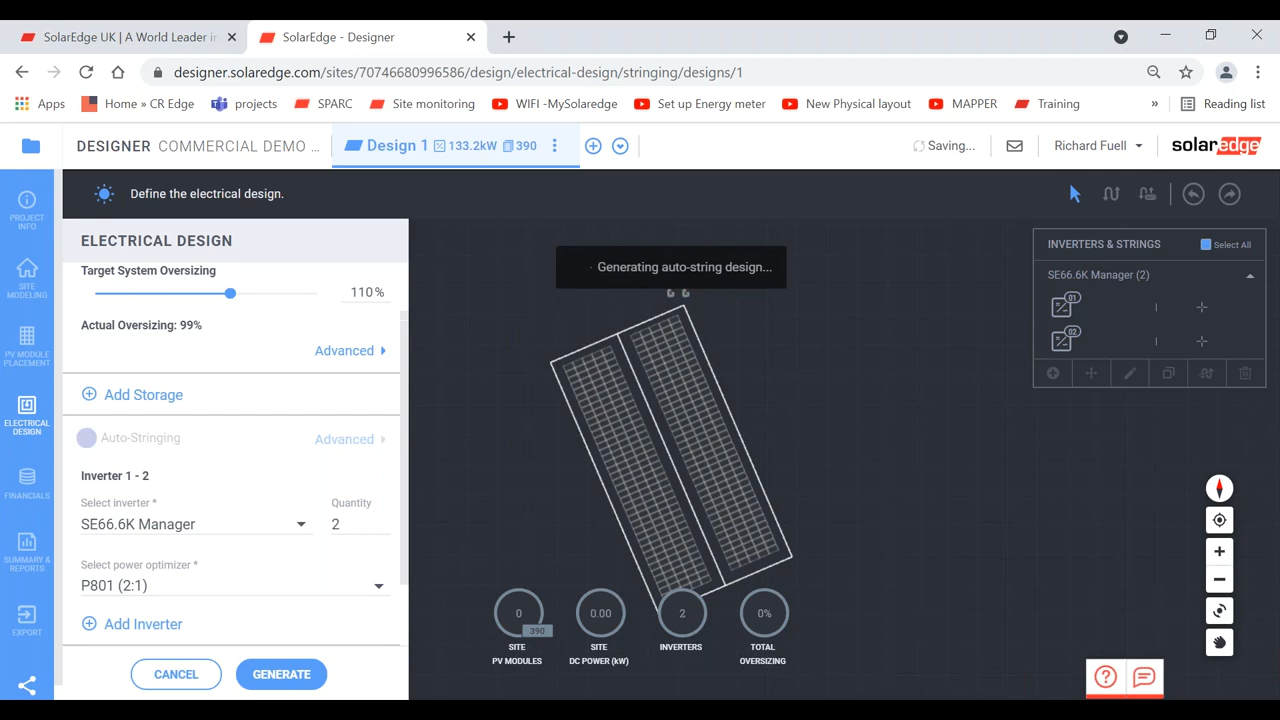 SolarEdge UK | A World Leader in
SolarEdge - Designer
designer.solaredge.com/sites/70746680996586/design/electrical-design/stringing/designs/1
Apps
Home » CR Edge
projects
SPARC
Site monitoring
WIFI -MySolaredge
Set up Energy meter
New Physical layout
MAPPER
Training
»
Reading list
DESIGNER COMMERCIAL DEMO ...
Design 1 133.2kW 390
Saving...
Richard Fuell
solaredge
Define the electrical design.
PROJECT
INFO
SITE
MODELING
PV MODULE
PLACEMENT
ELECTRICAL
DESIGN
FINANCIALS
SUMMARY &
REPORTS
EXPORT
ELECTRICAL DESIGN
Target System Oversizing
110%
Actual Oversizing: 99%
Advanced
Add Storage
Auto-Stringing
Advanced
Inverter 1 - 2
Select inverter *
Quantity
SE66.6K Manager
2
Select power optimizer *
P801 (2:1)
Add Inverter
CANCEL
GENERATE
Generating auto-string design...
0
390
SITE
PV MODULES
0.00
SITE
DC POWER (kW)
2
INVERTERS
0%
TOTAL
OVERSIZING
INVERTERS & STRINGS
Select All
SE66.6K Manager (2)
01
02